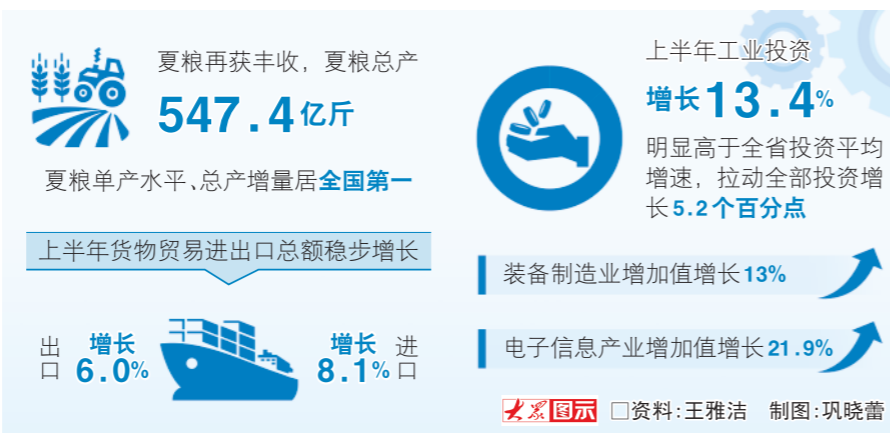 夏粮再获丰收，夏粮总产
547.4亿斤
夏粮单产水平、总产增量居全国第一
上半年货物贸易进出口总额稳步增长
出口
增长
6.0%
增长
8.1%
进口
上半年工业投资
增长13.4%
明显高于全省投资平均
增速，拉动全部投资增
长5.2个百分点
装备制造业增加值增长13%
电子信息产业增加值增长21.9%
大众图示 □资料：王雅洁 制图：巩晓蕾